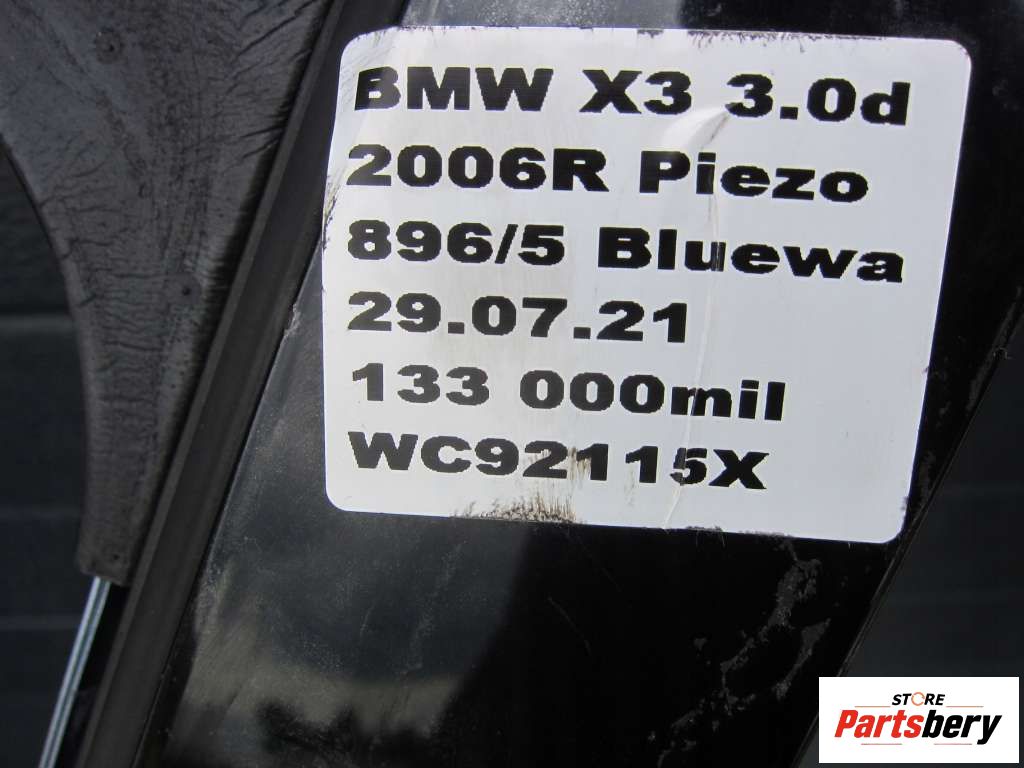 BMW X3 3.0d
2006R Piezo
896/5 Bluewa
29.07.21
133 000mil
WC92115X
STORE
Partsbery